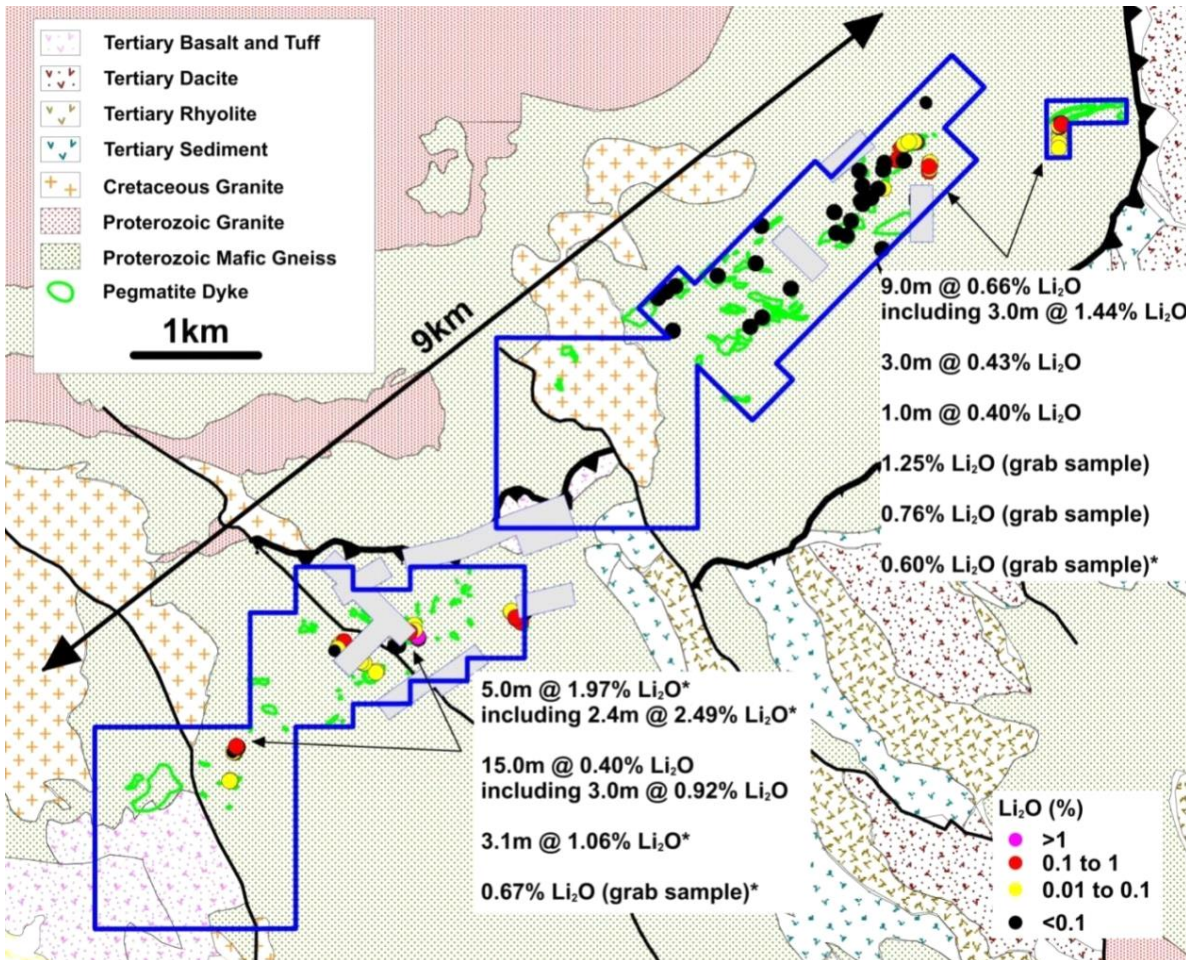 Tertiary Basalt and Tuff
Tertiary Dacite
Tertiary Rhyolite
Tertiary Sediment
Cretaceous Granite
Proterozoic Granite
Proterozoic Mafic Gneiss
Pegmatite Dyke
1km
9km
9.0m @ 0.66% Li₂O
including 3.0m @ 1.44% Li₂O
3.0m @ 0.43% Li₂O
1.0m @ 0.40% Li₂O
1.25% Li₂O (grab sample)
0.76% Li₂O (grab sample)
0.60% Li₂O (grab sample)*
5.0m @ 1.97% Li₂O*
including 2.4m @ 2.49% Li₂O*
15.0m @ 0.40% Li₂O
including 3.0m @ 0.92% Li₂O
3.1m @ 1.06% Li₂O*
0.67% Li₂O (grab sample)*
Li₂O (%)
>1
0.1 to 1
0.01 to 0.1
<0.1